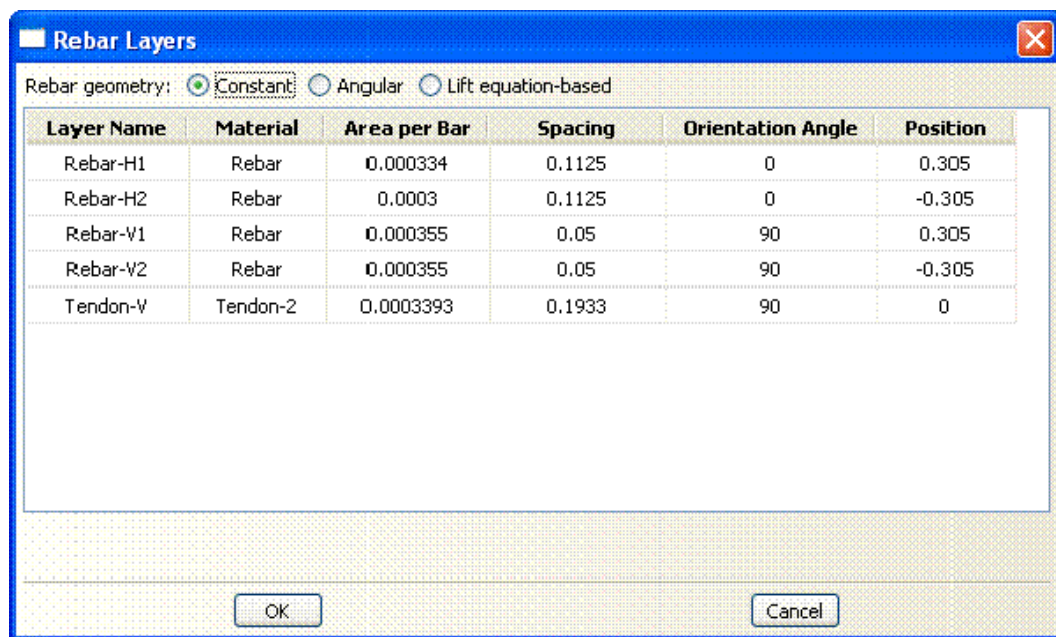 Rebar Layers
Rebar geometry: Constant Angular Lift equation-based
Layer Name Material Area per Bar Spacing Orientation Angle Position
Rebar-H1 Rebar 0.000334 0.1125 0 0.305
Rebar-H2 Rebar 0.0003 0.1125 0 -0.305
Rebar-V1 Rebar 0.000355 0.05 90 0.305
Rebar-V2 Rebar 0.000355 0.05 90 -0.305
Tendon-V Tendon-2 0.0003393 0.1933 90 0
OK Cancel